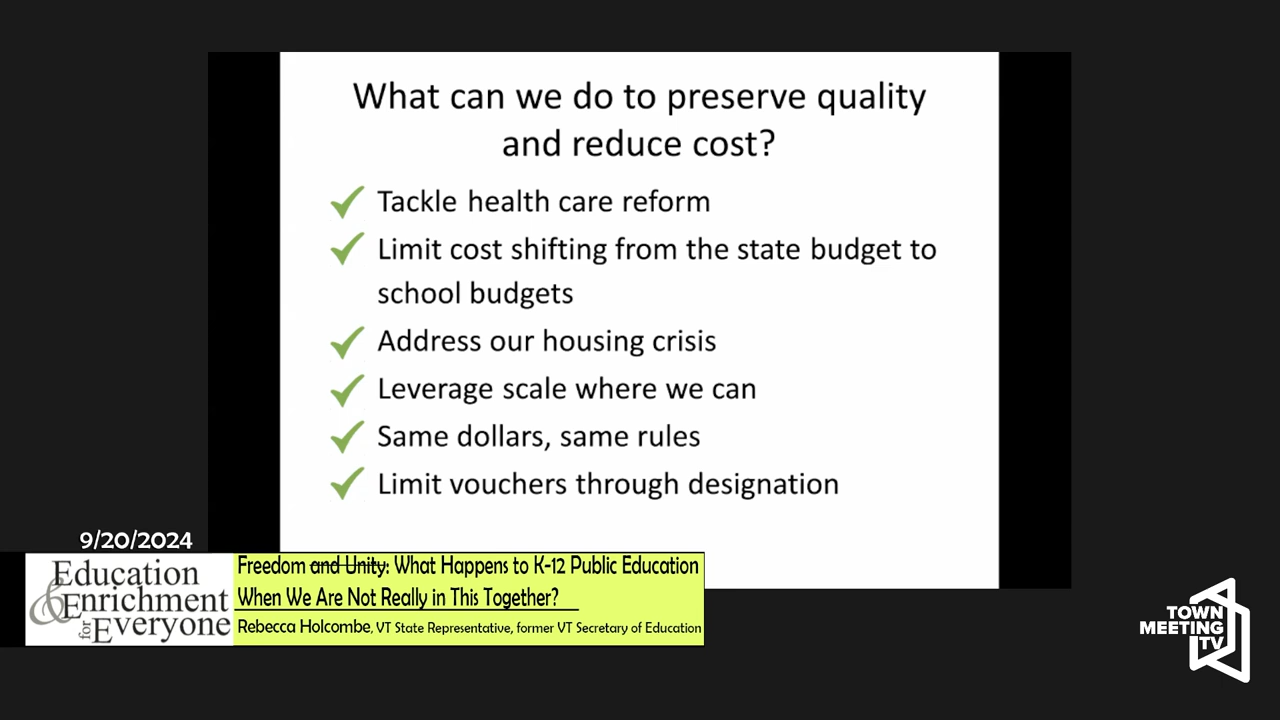 What can we do to preserve quality
and reduce cost?
Tackle health care reform
Limit cost shifting from the state budget to
school budgets
Address our housing crisis
Leverage scale where we can
Same dollars, same rules
Limit vouchers through designation
9/20/2024
Education
& Enrichment
for Everyone
Freedom and Unity: What Happens to K-12 Public Education
When We Are Not Really in This Together?
Rebecca Holcombe, VT State Representative, former VT Secretary of Education
TOWN
MEETING
TV